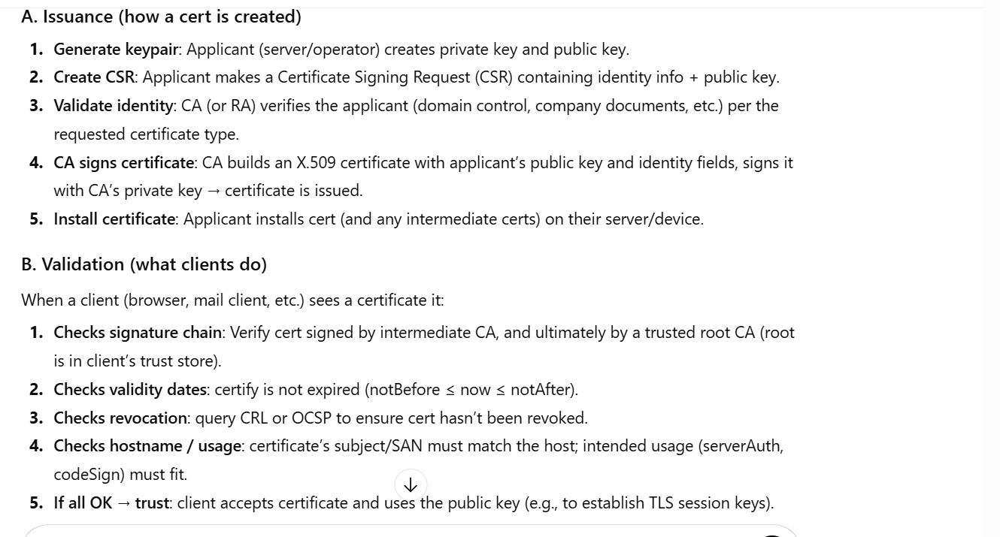 A. Issuance (how a cert is created)
1. Generate keypair: Applicant (server/operator) creates private key and public key.
2. Create CSR: Applicant makes a Certificate Signing Request (CSR) containing identity info + public key.
3. Validate identity: CA (or RA) verifies the applicant (domain control, company documents, etc.) per the
requested certificate type.
4. CA signs certificate: CA builds an X.509 certificate with applicant’s public key and identity fields, signs it
with CA’s private key → certificate is issued.
5. Install certificate: Applicant installs cert (and any intermediate certs) on their server/device.
B. Validation (what clients do)
When a client (browser, mail client, etc.) sees a certificate it:
1. Checks signature chain: Verify cert signed by intermediate CA, and ultimately by a trusted root CA (root
is in client’s trust store).
2. Checks validity dates: certify is not expired (notBefore ≤ now ≤ notAfter).
3. Checks revocation: query CRL or OCSP to ensure cert hasn’t been revoked.
4. Checks hostname / usage: certificate’s subject/SAN must match the host; intended usage (serverAuth,
codeSign) must fit.
5. If all OK → trust: client accepts certificate and uses the public key (e.g., to establish TLS session keys).